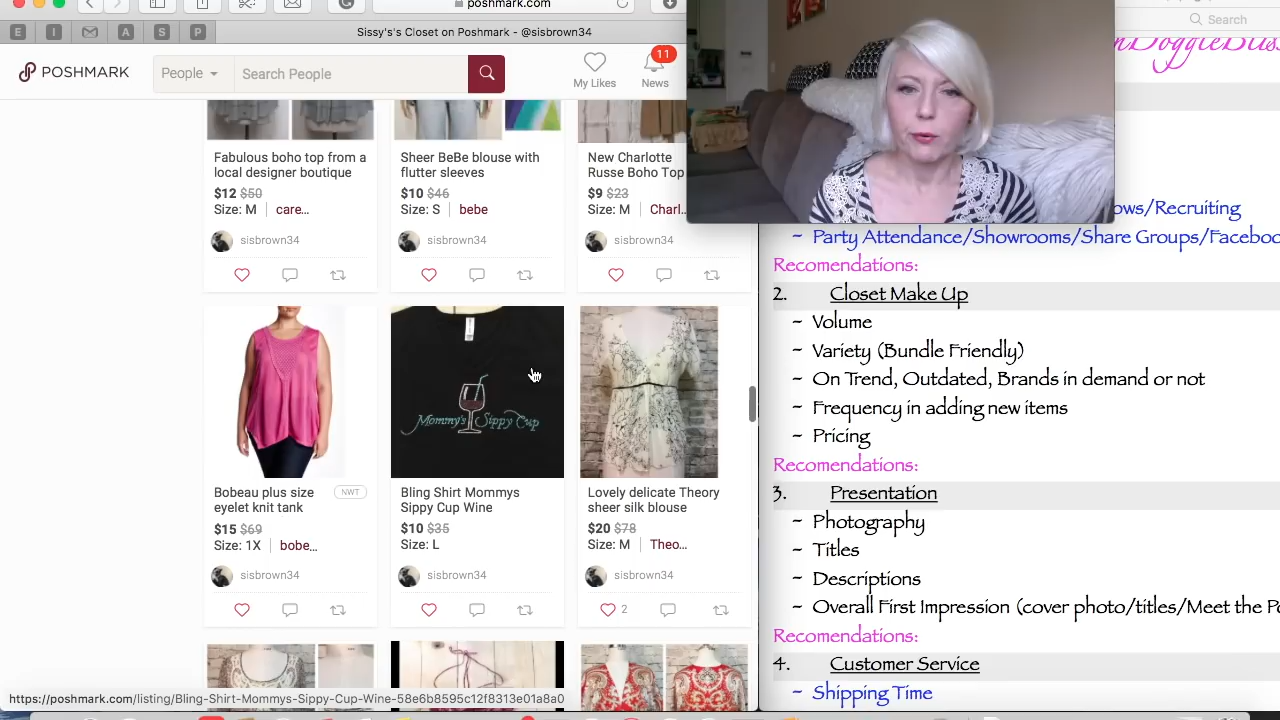 poshmark.com
Sissy's's Closet on Poshmark - @sisbrown34
E I A S P
Search
POSHMARK
People
Search People
My Likes
11
News
Fabulous boho top from a
local designer boutique
$12 $50
Size: M care...
sisbrown34
Sheer BeBe blouse with
flutter sleeves
$10 $46
Size: S bebe
sisbrown34
New Charlotte
Russe Boho Top
$9 $23
Size: M Charl..
sisbrown34
Bobeau plus size
eyelet knit tank
NWT
$15 $69
Size: 1X bobe...
sisbrown34
Mommy's Sippy Cup
Bling Shirt Mommys
Sippy Cup Wine
$10 $35
Size: L
sisbrown34
Lovely delicate Theory
sheer silk blouse
$20 $78
Size: M Theo...
sisbrown34
2
https://poshmark.com/listing/Bling-Shirt-Mommys-Sippy-Cup-Wine-58e6b8595c12f8313e01a8a0
ows/Recruiting
~ Party Attendance/Showrooms/Share Groups/Faceboo
Recomendations:
2. Closet Make Up
~ Volume
~ Variety (Bundle Friendly)
~ On Trend, Outdated, Brands in demand or not
~ Frequency in adding new items
~ Pricing
Recomendations:
3. Presentation
~ Photography
~ Titles
~ Descriptions
~ Overall First Impression (cover photo/titles/Meet the Po
Recomendations:
4. Customer Service
~ Shipping Time